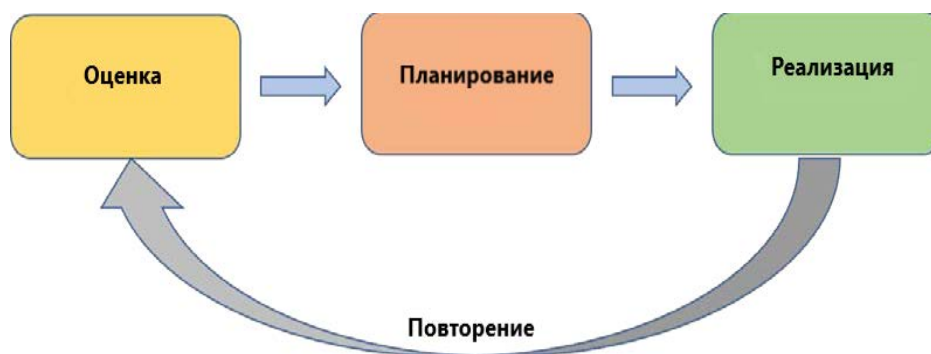 Оценка
Планирование
Реализация
Повторение